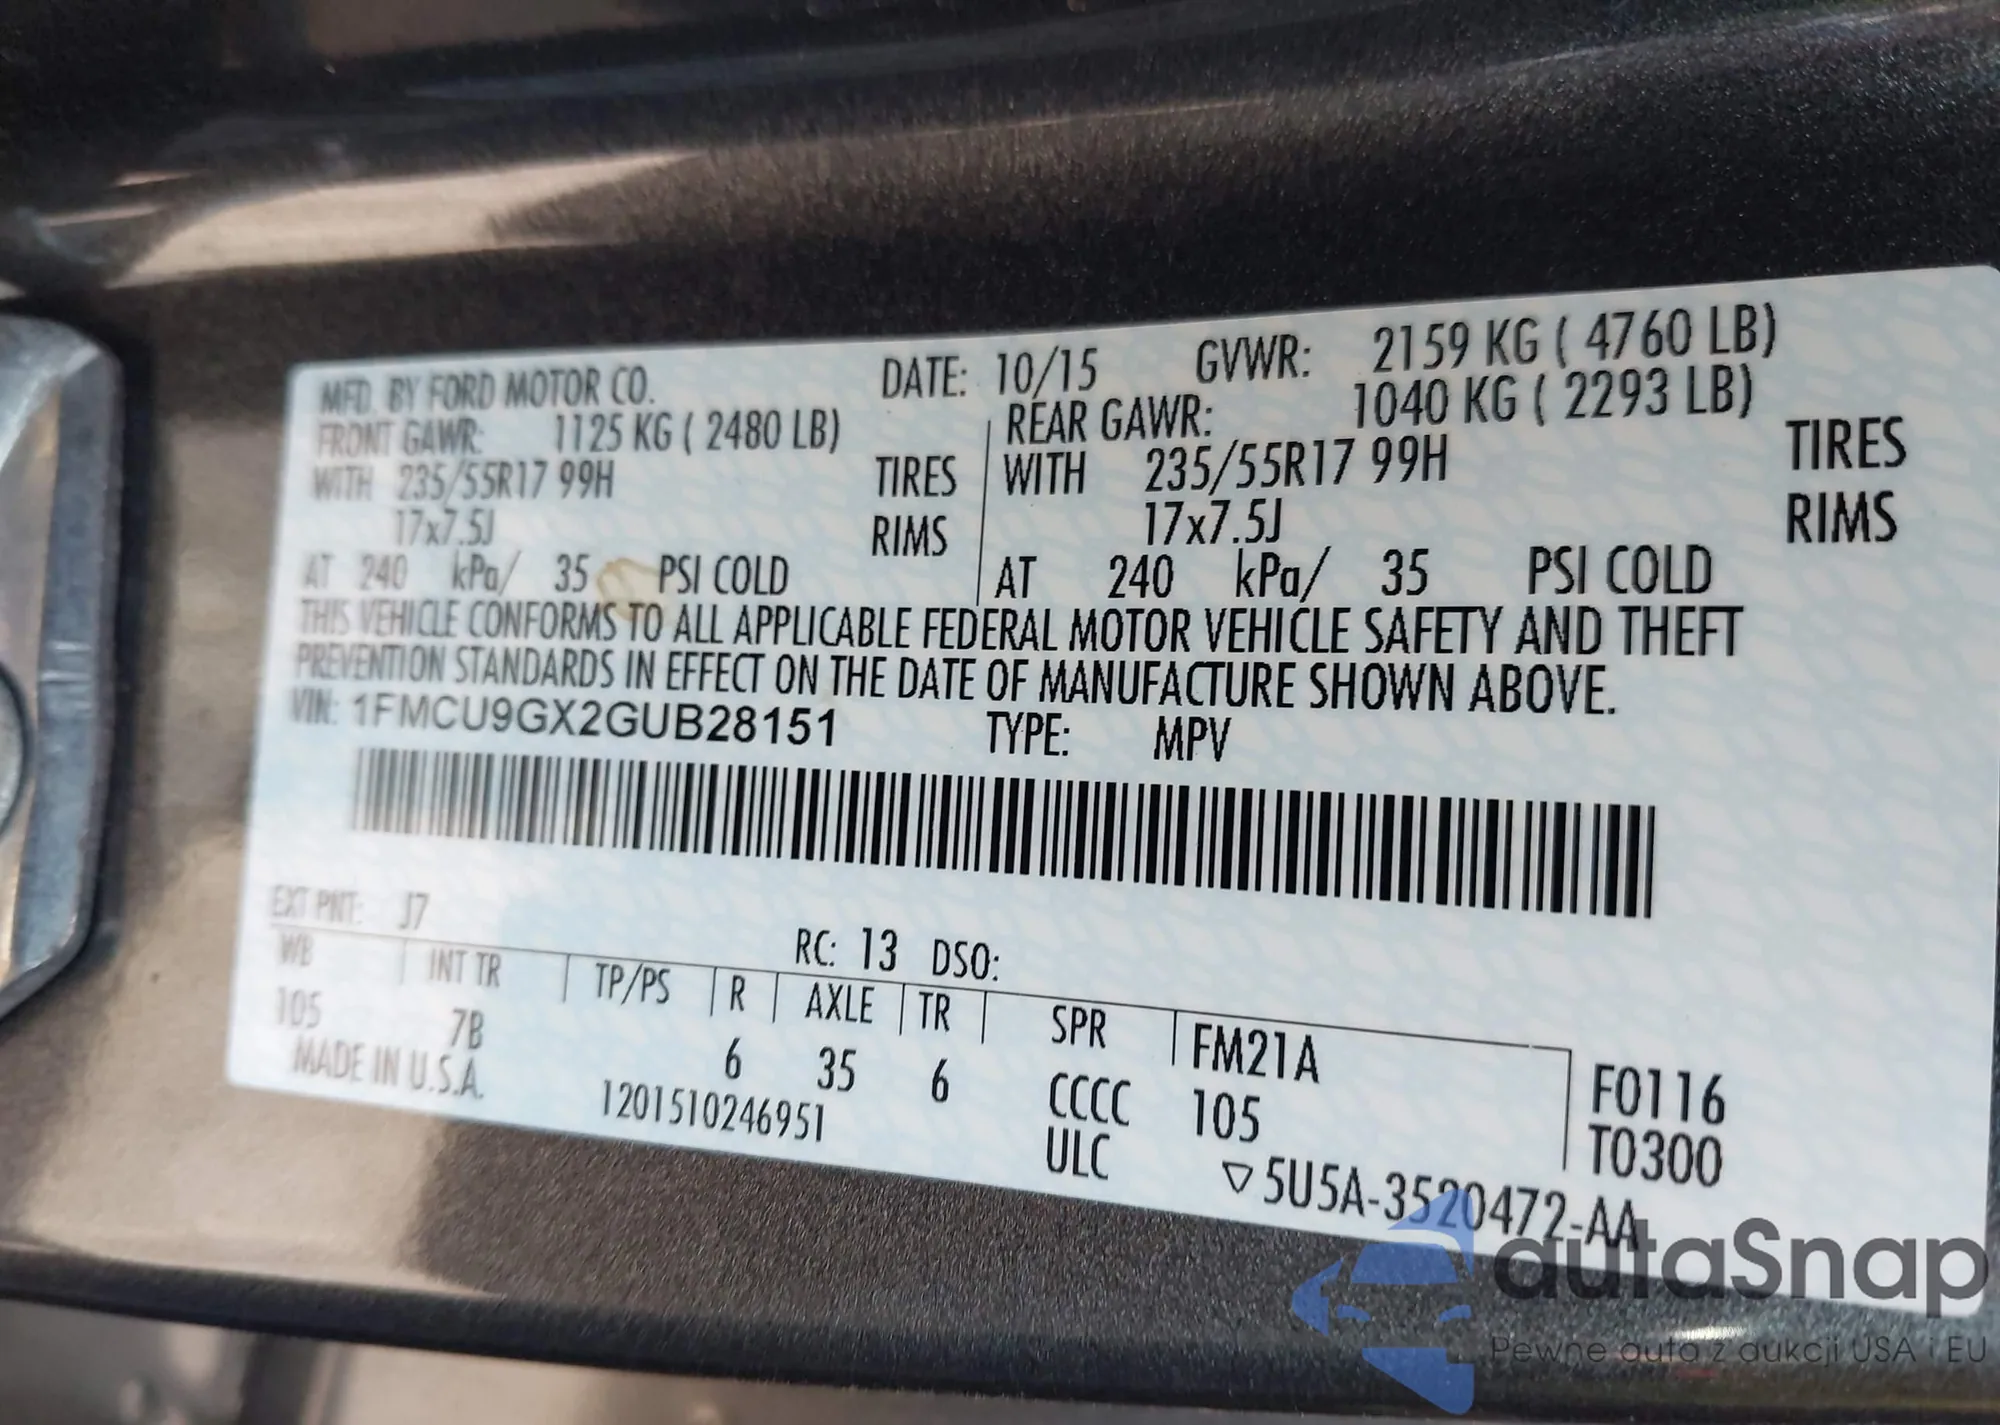 MFD. BY FORD MOTOR CO. DATE: 10/15 GVWR: 2159 KG ( 4760 LB)
FRONT GAWR: 1125 KG ( 2480 LB) REAR GAWR: 1040 KG ( 2293 LB)
WITH 235/55R17 99H TIRES WITH 235/55R17 99H TIRES
17x7.5J RIMS 17x7.5J RIMS
AT 240 kPa/ 35 PSI COLD AT 240 kPa/ 35 PSI COLD
THIS VEHICLE CONFORMS TO ALL APPLICABLE FEDERAL MOTOR VEHICLE SAFETY AND THEFT
PREVENTION STANDARDS IN EFFECT ON THE DATE OF MANUFACTURE SHOWN ABOVE.
VIN: 1FMCU9GX2GUB28151 TYPE: MPV
EXT PNT: J7 RC: 13 DSO:
WB INT TR TP/PS R AXLE TR SPR FM21A F0116
105 7B 6 35 6 CCCC 105 T0300
MADE IN U.S.A. 1201510246951 ULC ▽5U5A-3520472-AA
autaSnap
Pewne auta z aukcji USA i EU